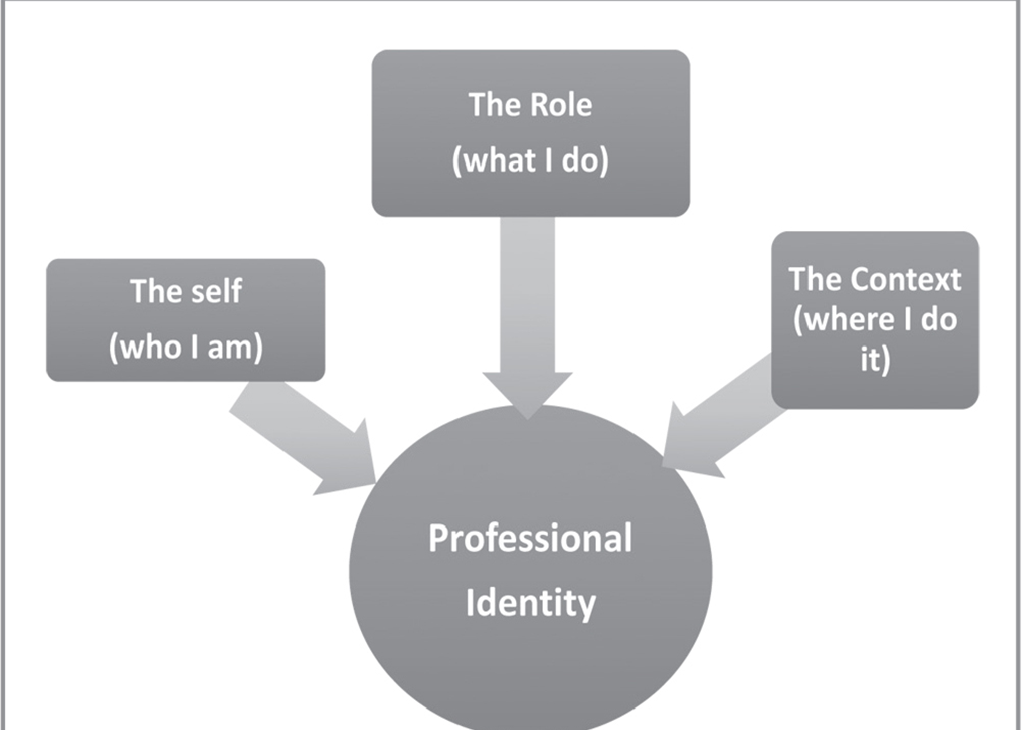 The Role
(what I do)
The self
(who I am)
The Context
(where I do
it)
Professional
Identity